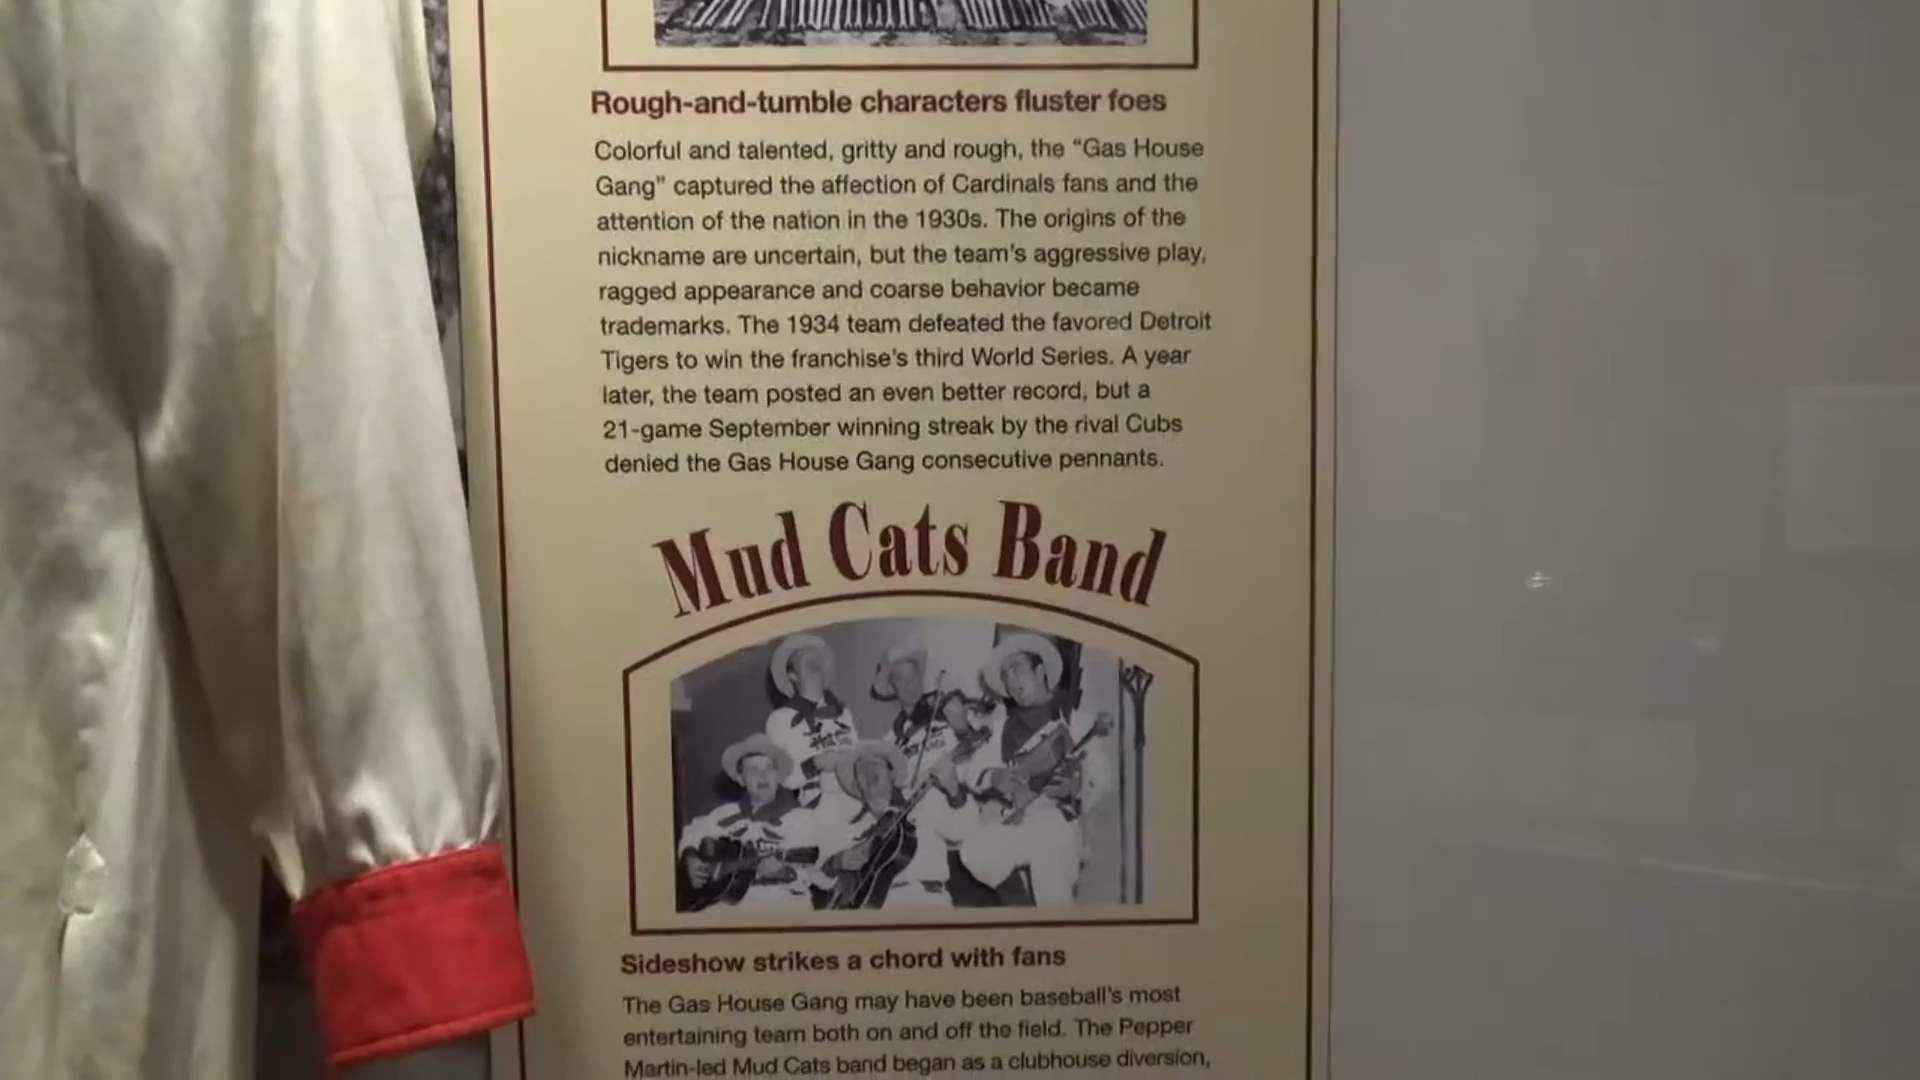 Rough-and-tumble characters fluster foes
Colorful and talented, gritty and rough, the “Gas House
Gang” captured the affection of Cardinals fans and the
attention of the nation in the 1930s. The origins of the
nickname are uncertain, but the team’s aggressive play,
ragged appearance and coarse behavior became
trademarks. The 1934 team defeated the favored Detroit
Tigers to win the franchise’s third World Series. A year
later, the team posted an even better record, but a
21-game September winning streak by the rival Cubs
denied the Gas House Gang consecutive pennants.
Mud Cats Band
Sideshow strikes a chord with fans
The Gas House Gang may have been baseball’s most
entertaining team both on and off the field. The Pepper
Martin-led Mud Cats band began as a clubhouse diversion,